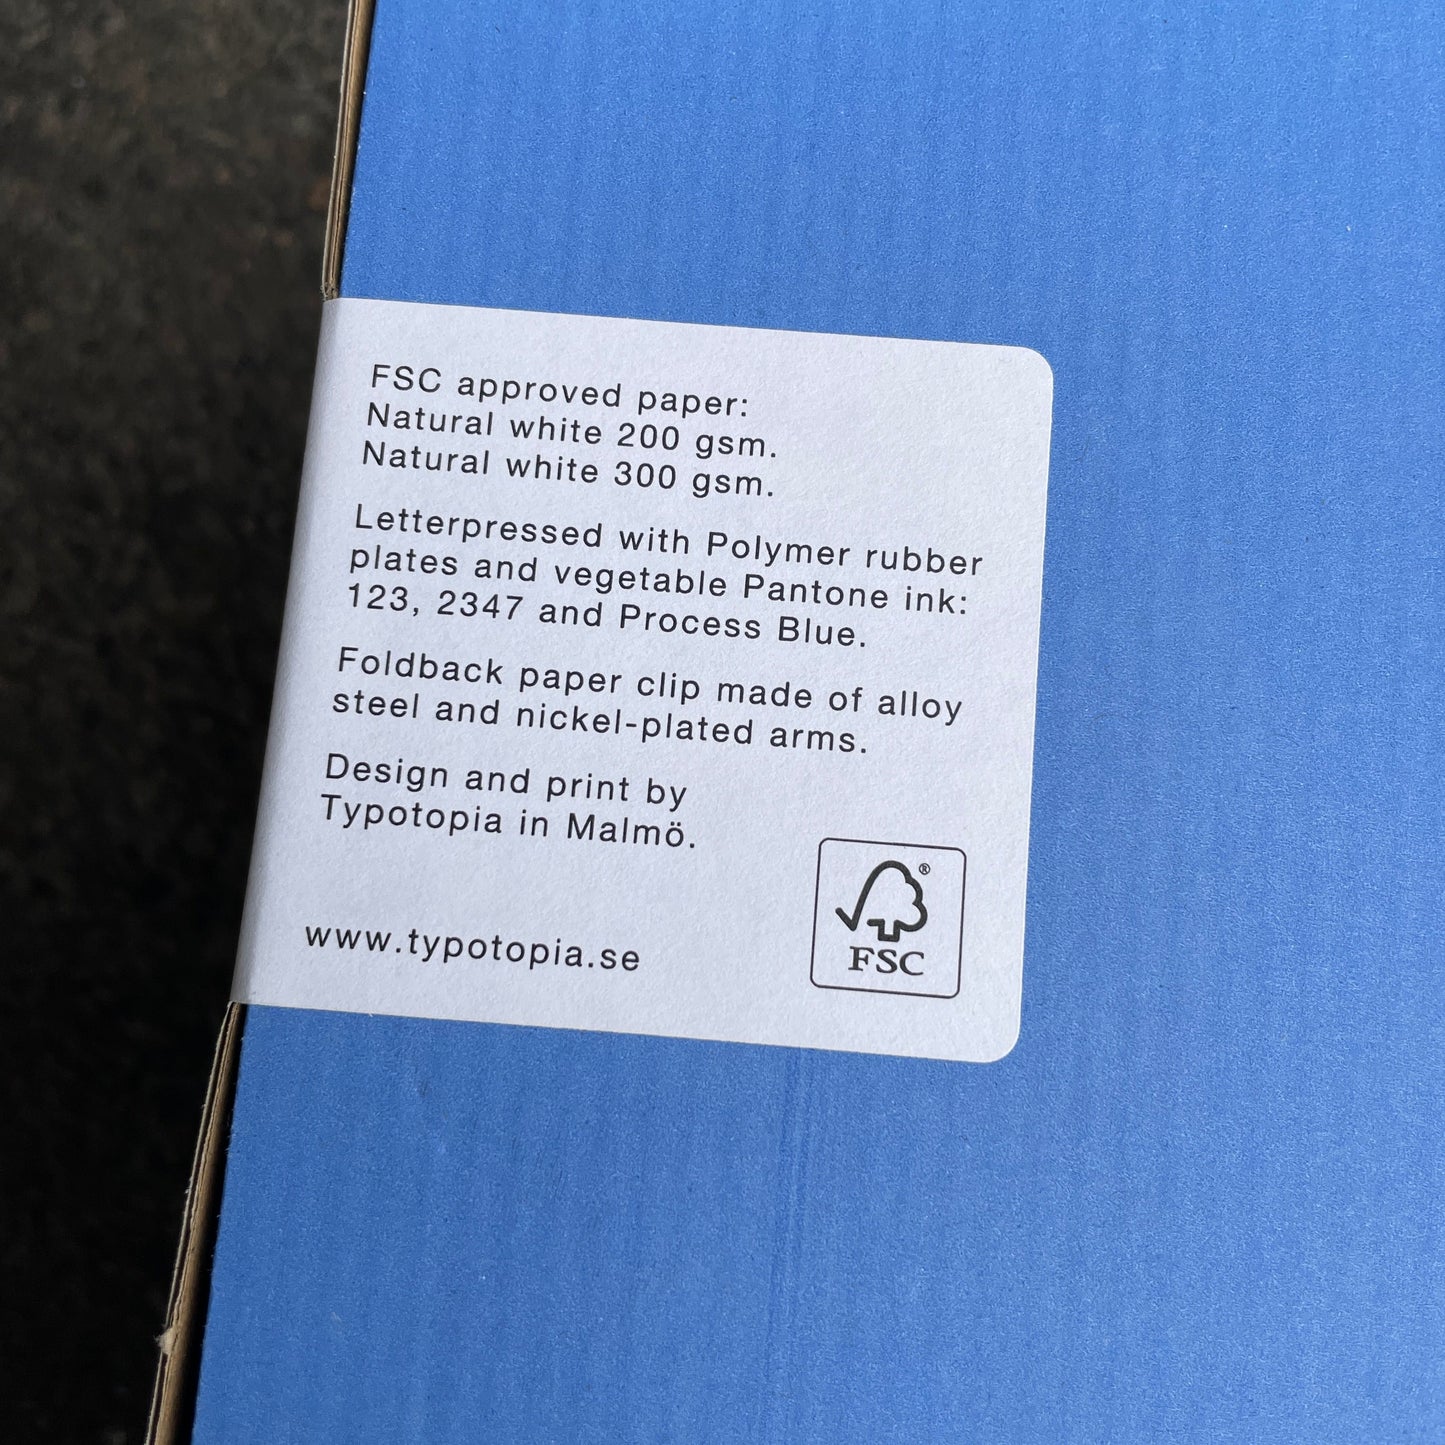 FSC approved paper:
Natural white 200 gsm.
Natural white 300 gsm.
Letterpressed with Polymer rubber
plates and vegetable Pantone ink:
123, 2347 and Process Blue.
Foldback paper clip made of alloy
steel and nickel-plated arms.
Design and print by
Typotopia in Malmö.
www.typotopia.se
®
FSC